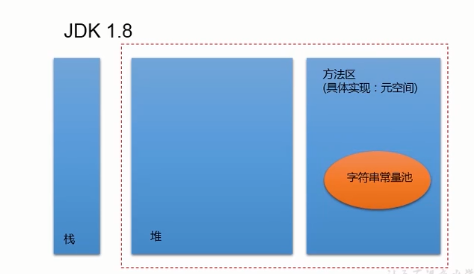 JDK 1.8
方法区
(具体实现：元空间)
字符串常量池
栈
堆